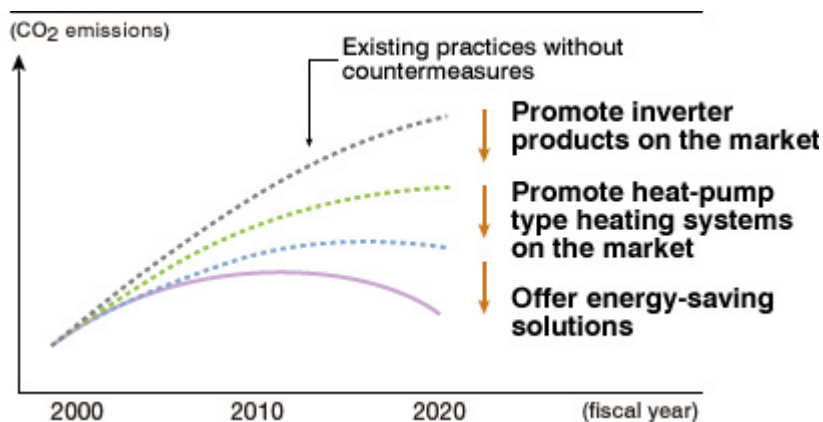 (CO2 emissions)
Existing practices without
countermeasures
Promote inverter
products on the market
Promote heat-pump
type heating systems
on the market
Offer energy-saving
solutions
2000 2010 2020 (fiscal year)